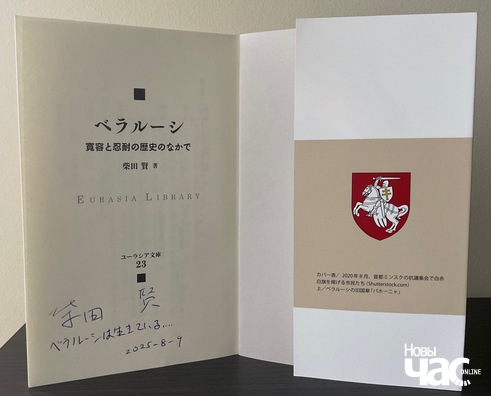 ベラルーシ
寛容と忍耐の歴史のなかで
柴田 賢 著
EURASIA LIBRARY
ユーラシア文庫
23
柴田 賢
ベラルーシは生きている....
2025-8-9
カバー表/ 2020年8月、首都ミンスクの抗議集会で白赤
白旗を掲げる市民たち(Shutterstock.com)
上/ベラルーシの旧国章「パホーニャ」
Новы
Час
ONLINE